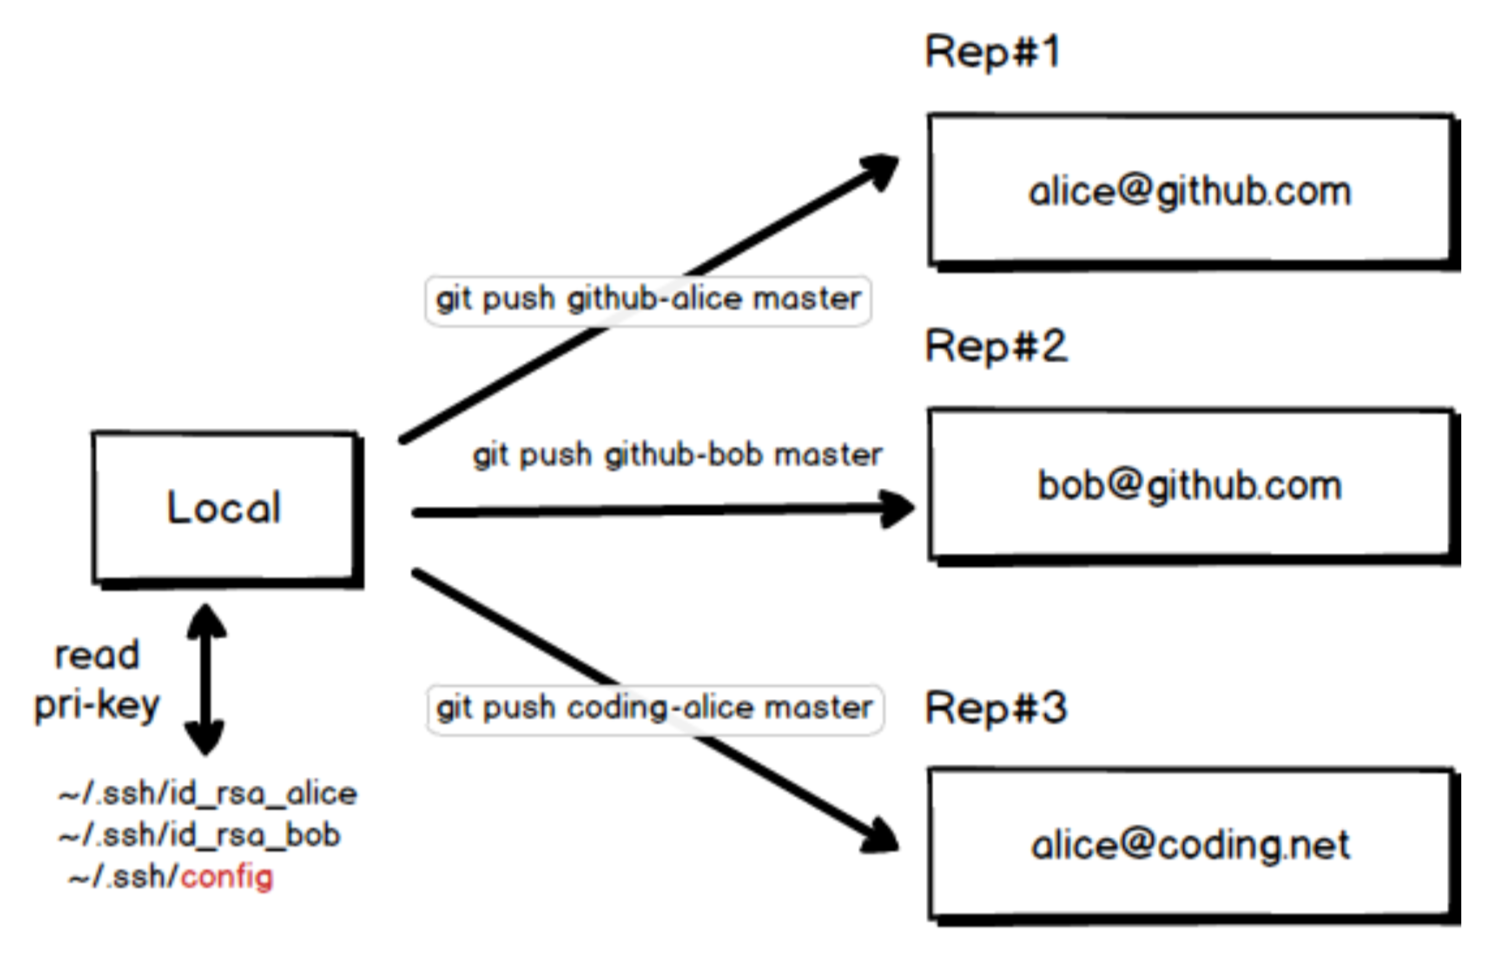 Rep#1
alice@github.com
git push github-alice master
Rep#2
git push github-bob master
bob@github.com
Local
read
pri-key
git push coding-alice master
Rep#3
~/.ssh/id_rsa_alice
~/.ssh/id_rsa_bob
~/.ssh/config
alice@coding.net